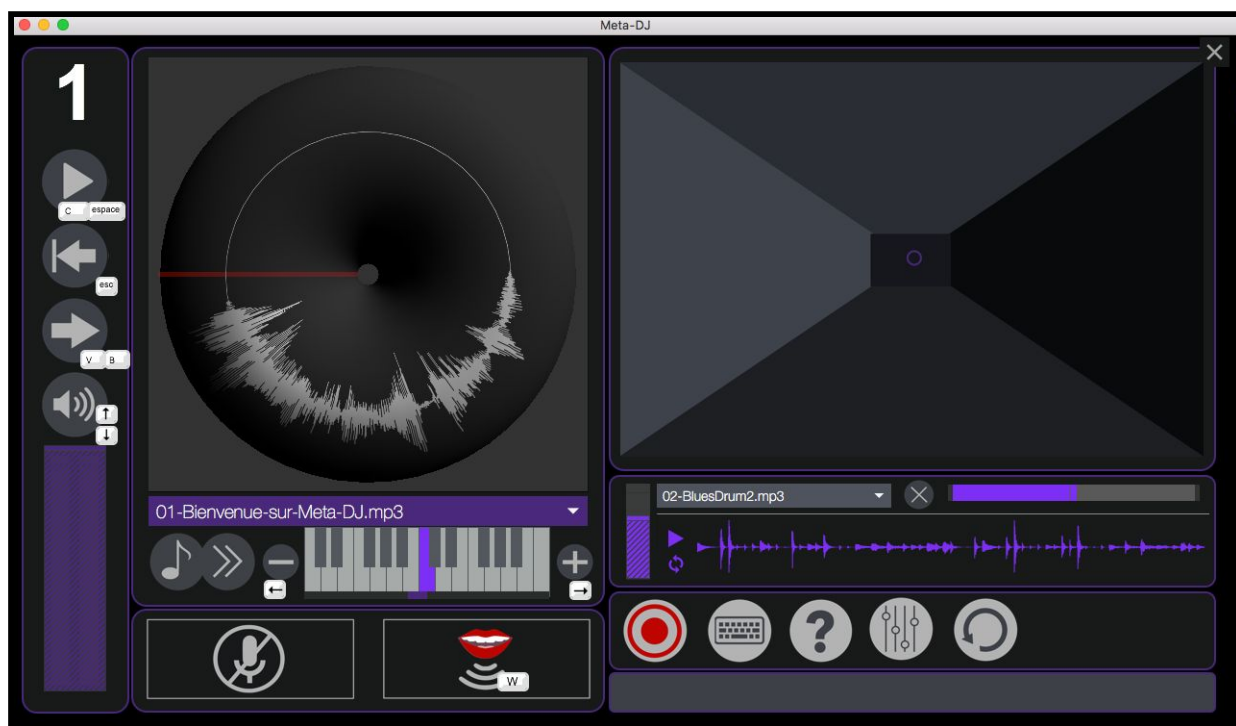 Meta-DJ
1
C espace
esc
V B
↑
↓
01-Bienvenue-sur-Meta-DJ.mp3
← →
W
02-BluesDrum2.mp3
?